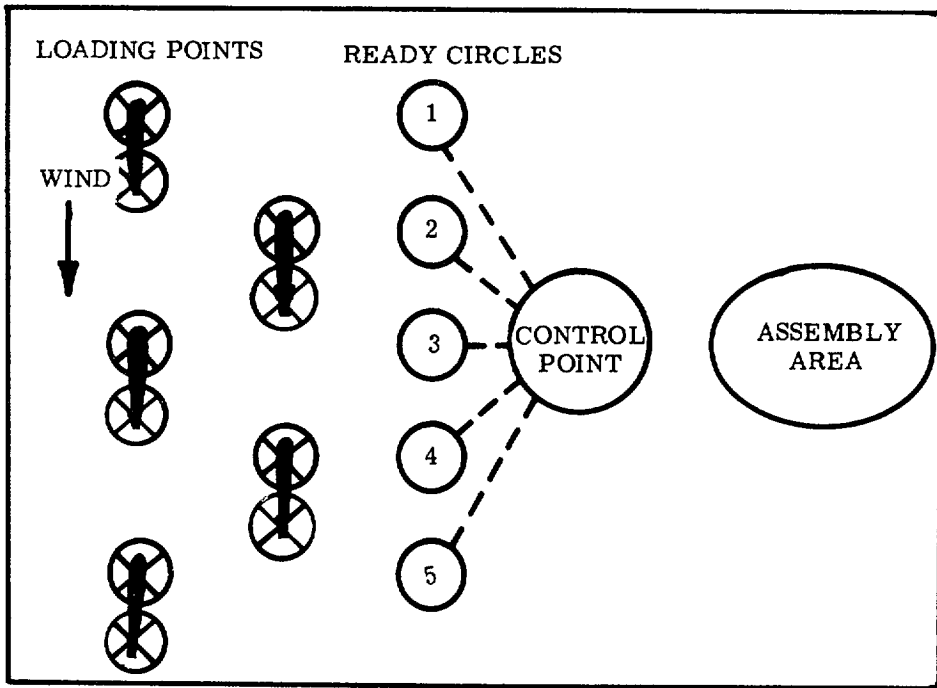 LOADING POINTS
READY CIRCLES
WIND
1
2
3
4
5
CONTROL
POINT
ASSEMBLY
AREA